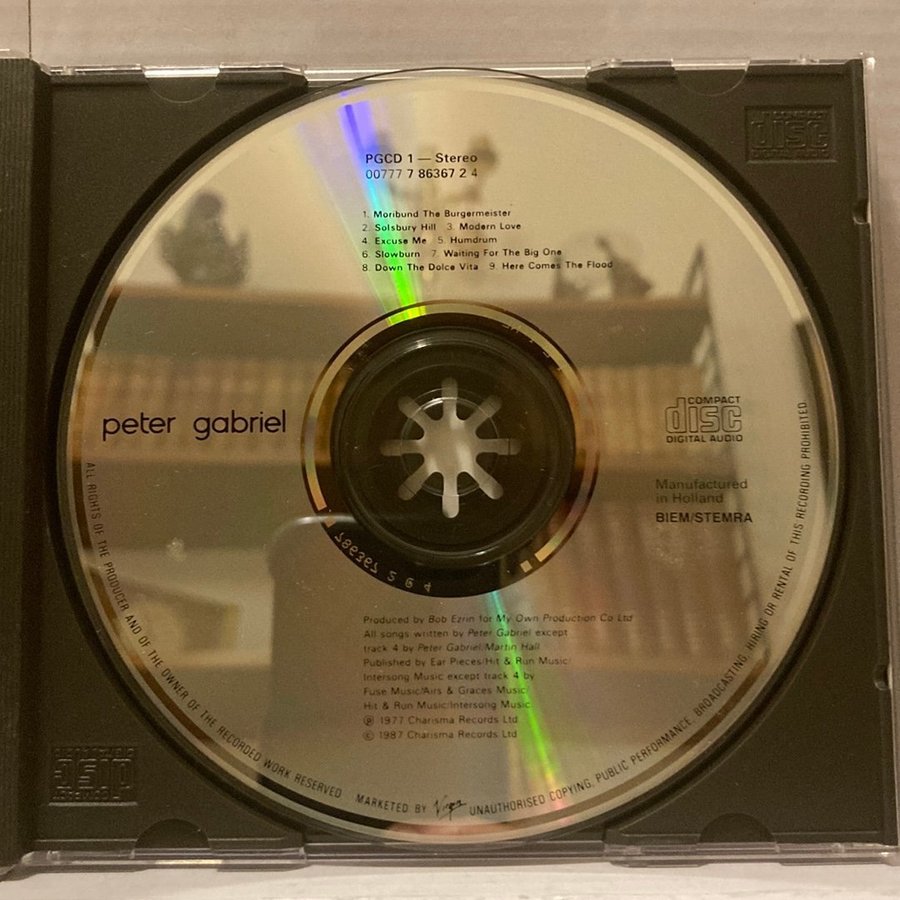 PGCD 1 — Stereo
00777 7 86367 2 4
1. Moribund The Burgermeister
2. Solsbury Hill 3. Modern Love
4. Excuse Me 5. Humdrum
6. Slowburn 7. Waiting For The Big One
8. Down The Dolce Vita 9. Here Comes The Flood
peter gabriel
COMPACT
disc
DIGITAL AUDIO
Manufactured
in Holland
BIEM/STEMRA
786367 2 @ 4
Produced by Bob Ezrin for My Own Production Co Ltd
All songs written by Peter Gabriel except
track 4 by Peter Gabriel/Martin Hall
Published by Ear Pieces/Hit & Run Music/
Intersong Music except track 4 by
Fuse Music/Airs & Graces Music/
Hit & Run Music/Intersong Music
℗ 1977 Charisma Records Ltd
© 1987 Charisma Records Ltd
ALL RIGHTS OF THE PRODUCER AND OF THE OWNER OF THE RECORDED WORK RESERVED
MARKETED BY Virgin
UNAUTHORISED COPYING, PUBLIC PERFORMANCE, BROADCASTING, HIRING OR RENTAL OF THIS RECORDING PROHIBITED
COMPACT
disc